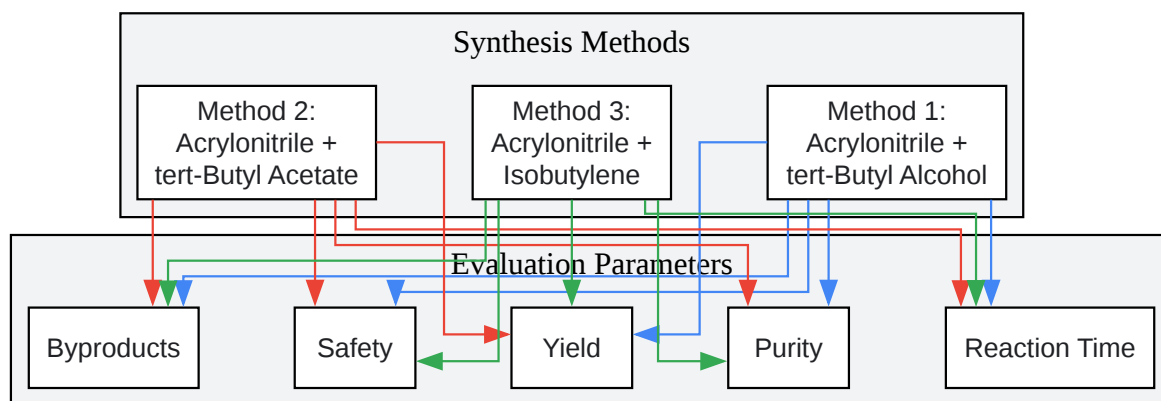 Synthesis Methods
Method 2:
Acrylonitrile +
tert-Butyl Acetate
Method 3:
Acrylonitrile +
Isobutylene
Method 1:
Acrylonitrile +
tert-Butyl Alcohol
Evaluation Parameters
Byproducts
Safety
Yield
Purity
Reaction Time